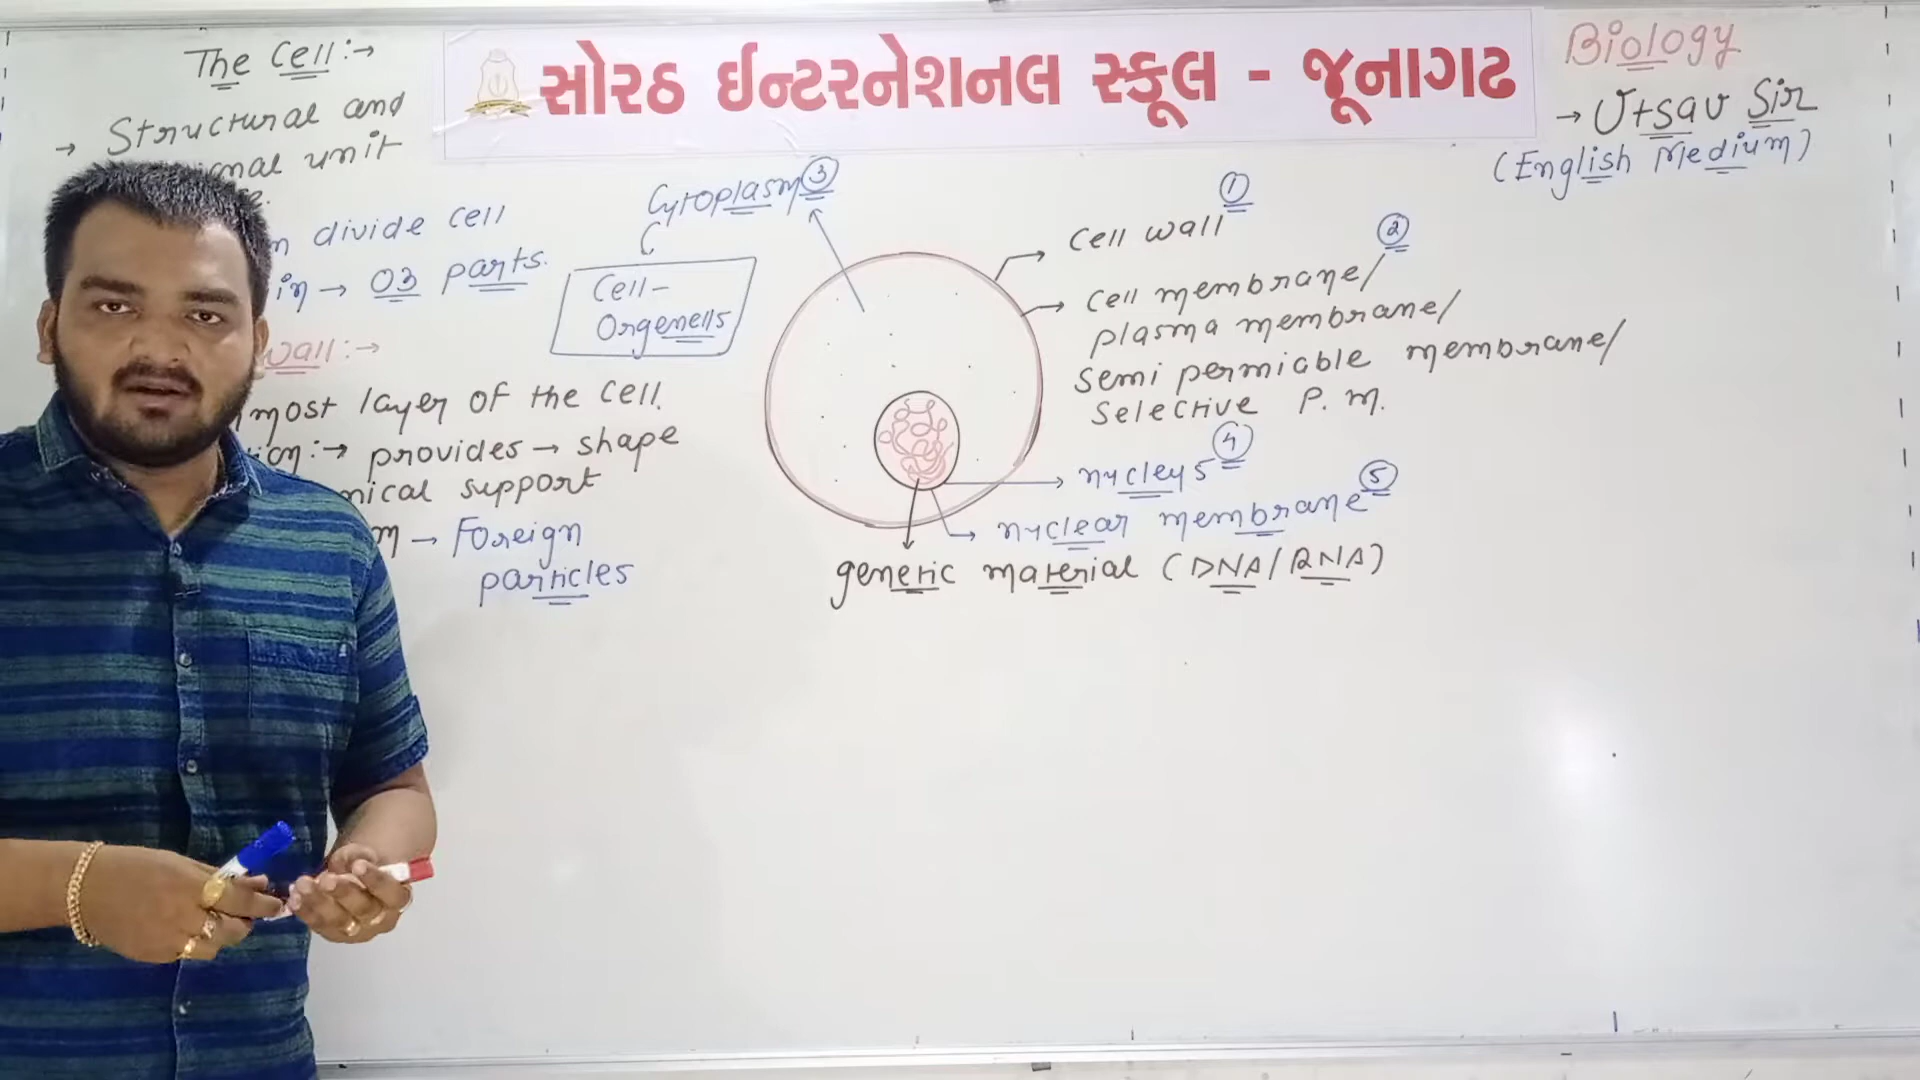 The Cell:→
→ Structural and
unit
divide cell
in → 03 parts.
wall:→
most layer of the cell.
:→ provides → shape
support
→ Foreign
particles
સોરઠ ઈન્ટરનેશનલ સ્કૂલ - જૂનાગઢ
Biology
→ Utsav Sir
(English Medium)
Cytoplasm ③
Cell-
Orgenells
①
Cell wall
②
Cell membrane/
plasma membrane/
Semi permiable membrane/
Selective P. M.
④
nucleus
⑤
nuclear membrane
genetic material (DNA/RNA)